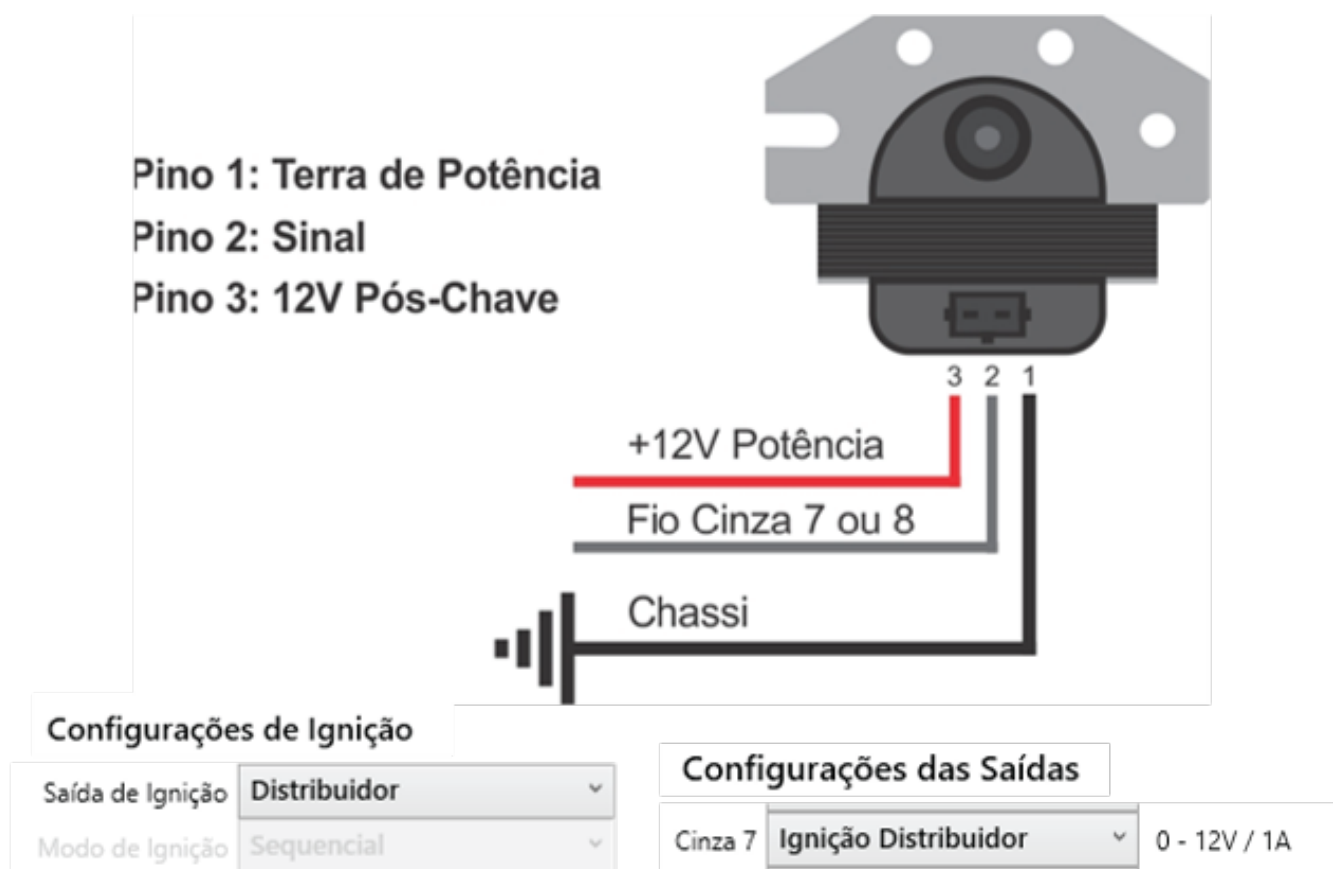 Pino 1: Terra de Potência
Pino 2: Sinal
Pino 3: 12V Pós-Chave
3 2 1
+12V Potência
Fio Cinza 7 ou 8
Chassi
Configurações de Ignição
Saída de Ignição Distribuidor
Modo de Ignição Sequencial
Configurações das Saídas
Cinza 7 Ignição Distribuidor 0 - 12V / 1A